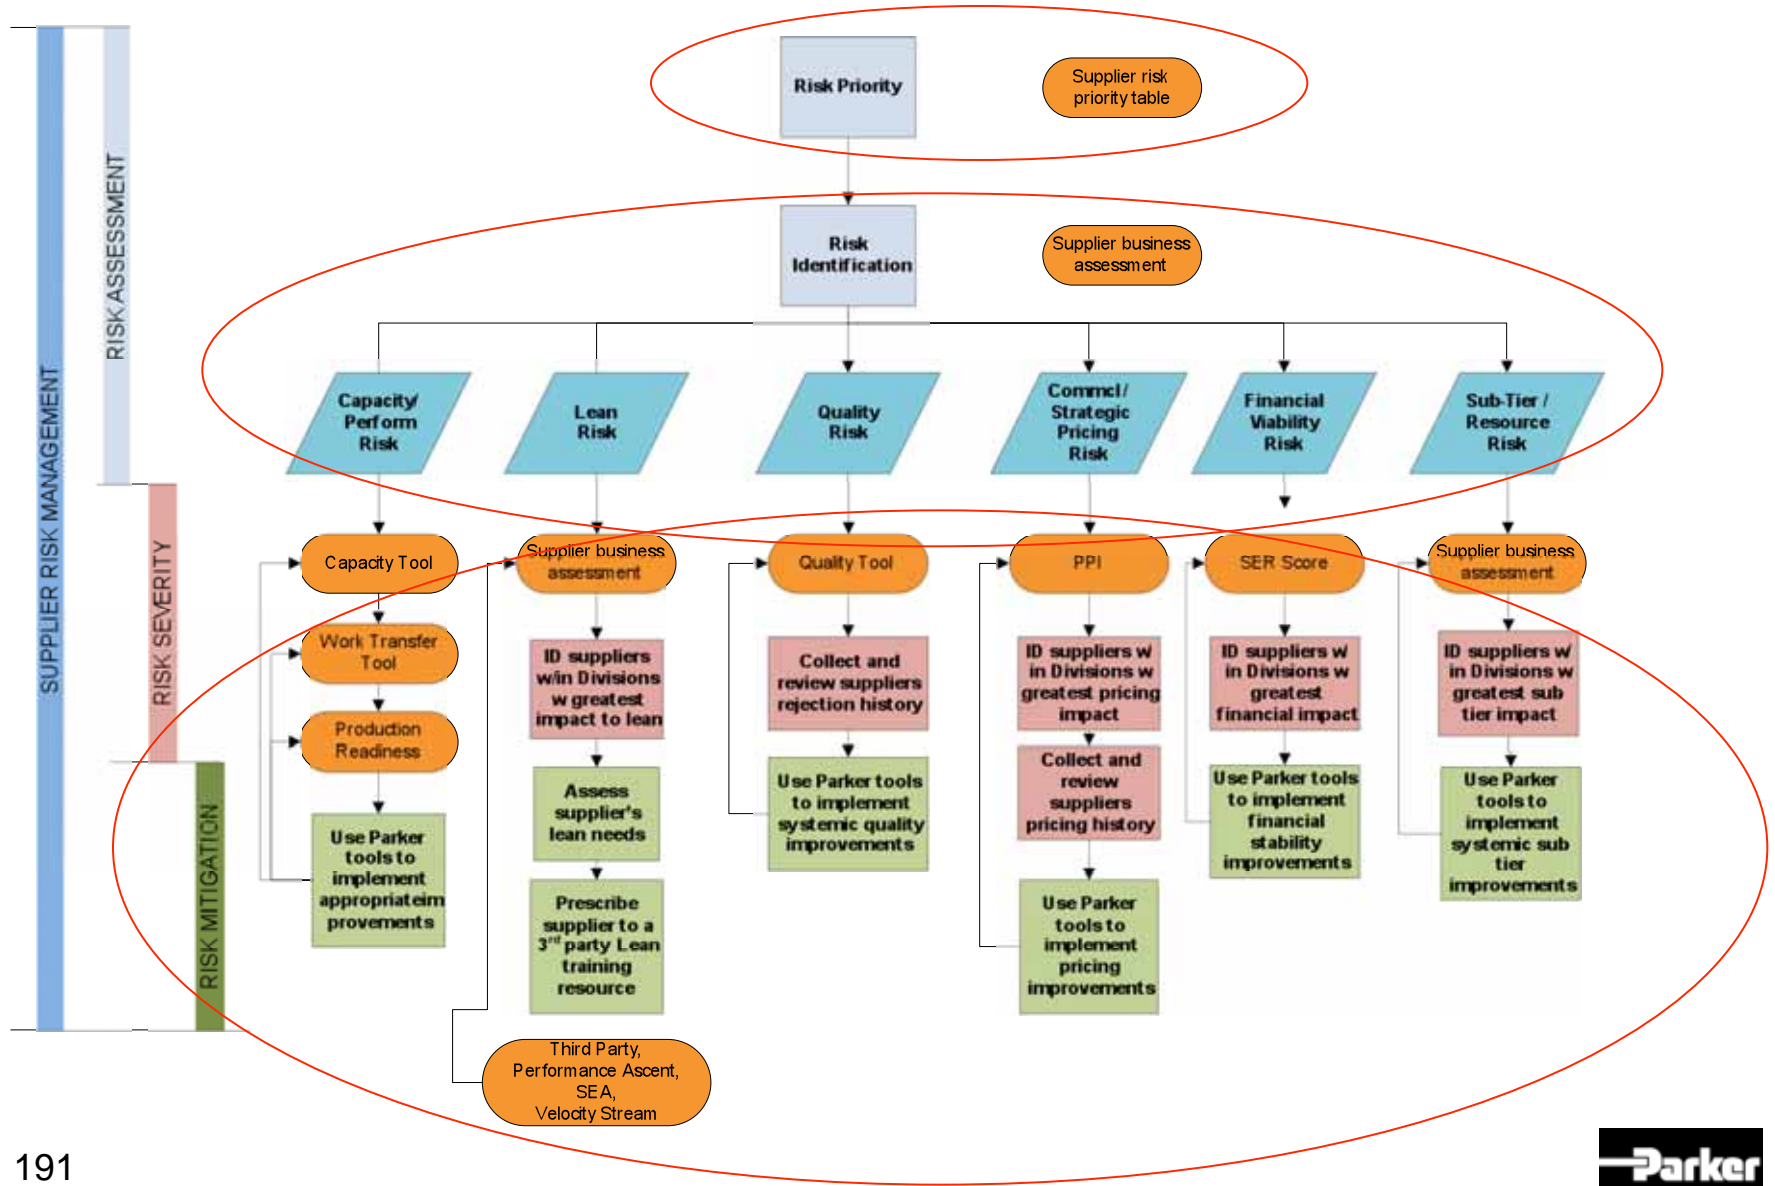 Risk Priority
Supplier risk
priority table
Risk
Identification
Supplier business
assessment
SUPPLIER RISK MANAGEMENT
RISK ASSESSMENT
RISK SEVERITY
RISK MITIGATION
Capacity/
Perform
Risk
Lean
Risk
Quality
Risk
Commcl /
Strategic
Pricing
Risk
Financial
Viability
Risk
Sub-Tier /
Resource
Risk
Capacity Tool
Work Transfer
Tool
Production
Readiness
Use Parker
tools to
implement
appropriateim
provements
Supplier business
assessment
ID suppliers
w/in Divisions
w greatest
impact to lean
Assess
supplier's
lean needs
Prescribe
supplier to a
3rd party Lean
training
resource
Third Party,
Performance Ascent,
SEA,
Velocity Stream
Quality Tool
Collect and
review suppliers
rejection history
Use Parker tools
to implement
systemic quality
improvements
PPI
ID suppliers w/
in Divisions w
greatest pricing
impact
Collect and
review
suppliers
pricing history
Use Parker
tools to
implement
pricing
improvements
SER Score
ID suppliers w/
in Divisions w
greatest
financial impact
Use Parker tools
to implement
financial
stability
improvements
Supplier business
assessment
ID suppliers w/
in Divisions w
greatest sub
tier impact
Use Parker
tools to
implement
systemic sub
tier
improvements
191
Parker